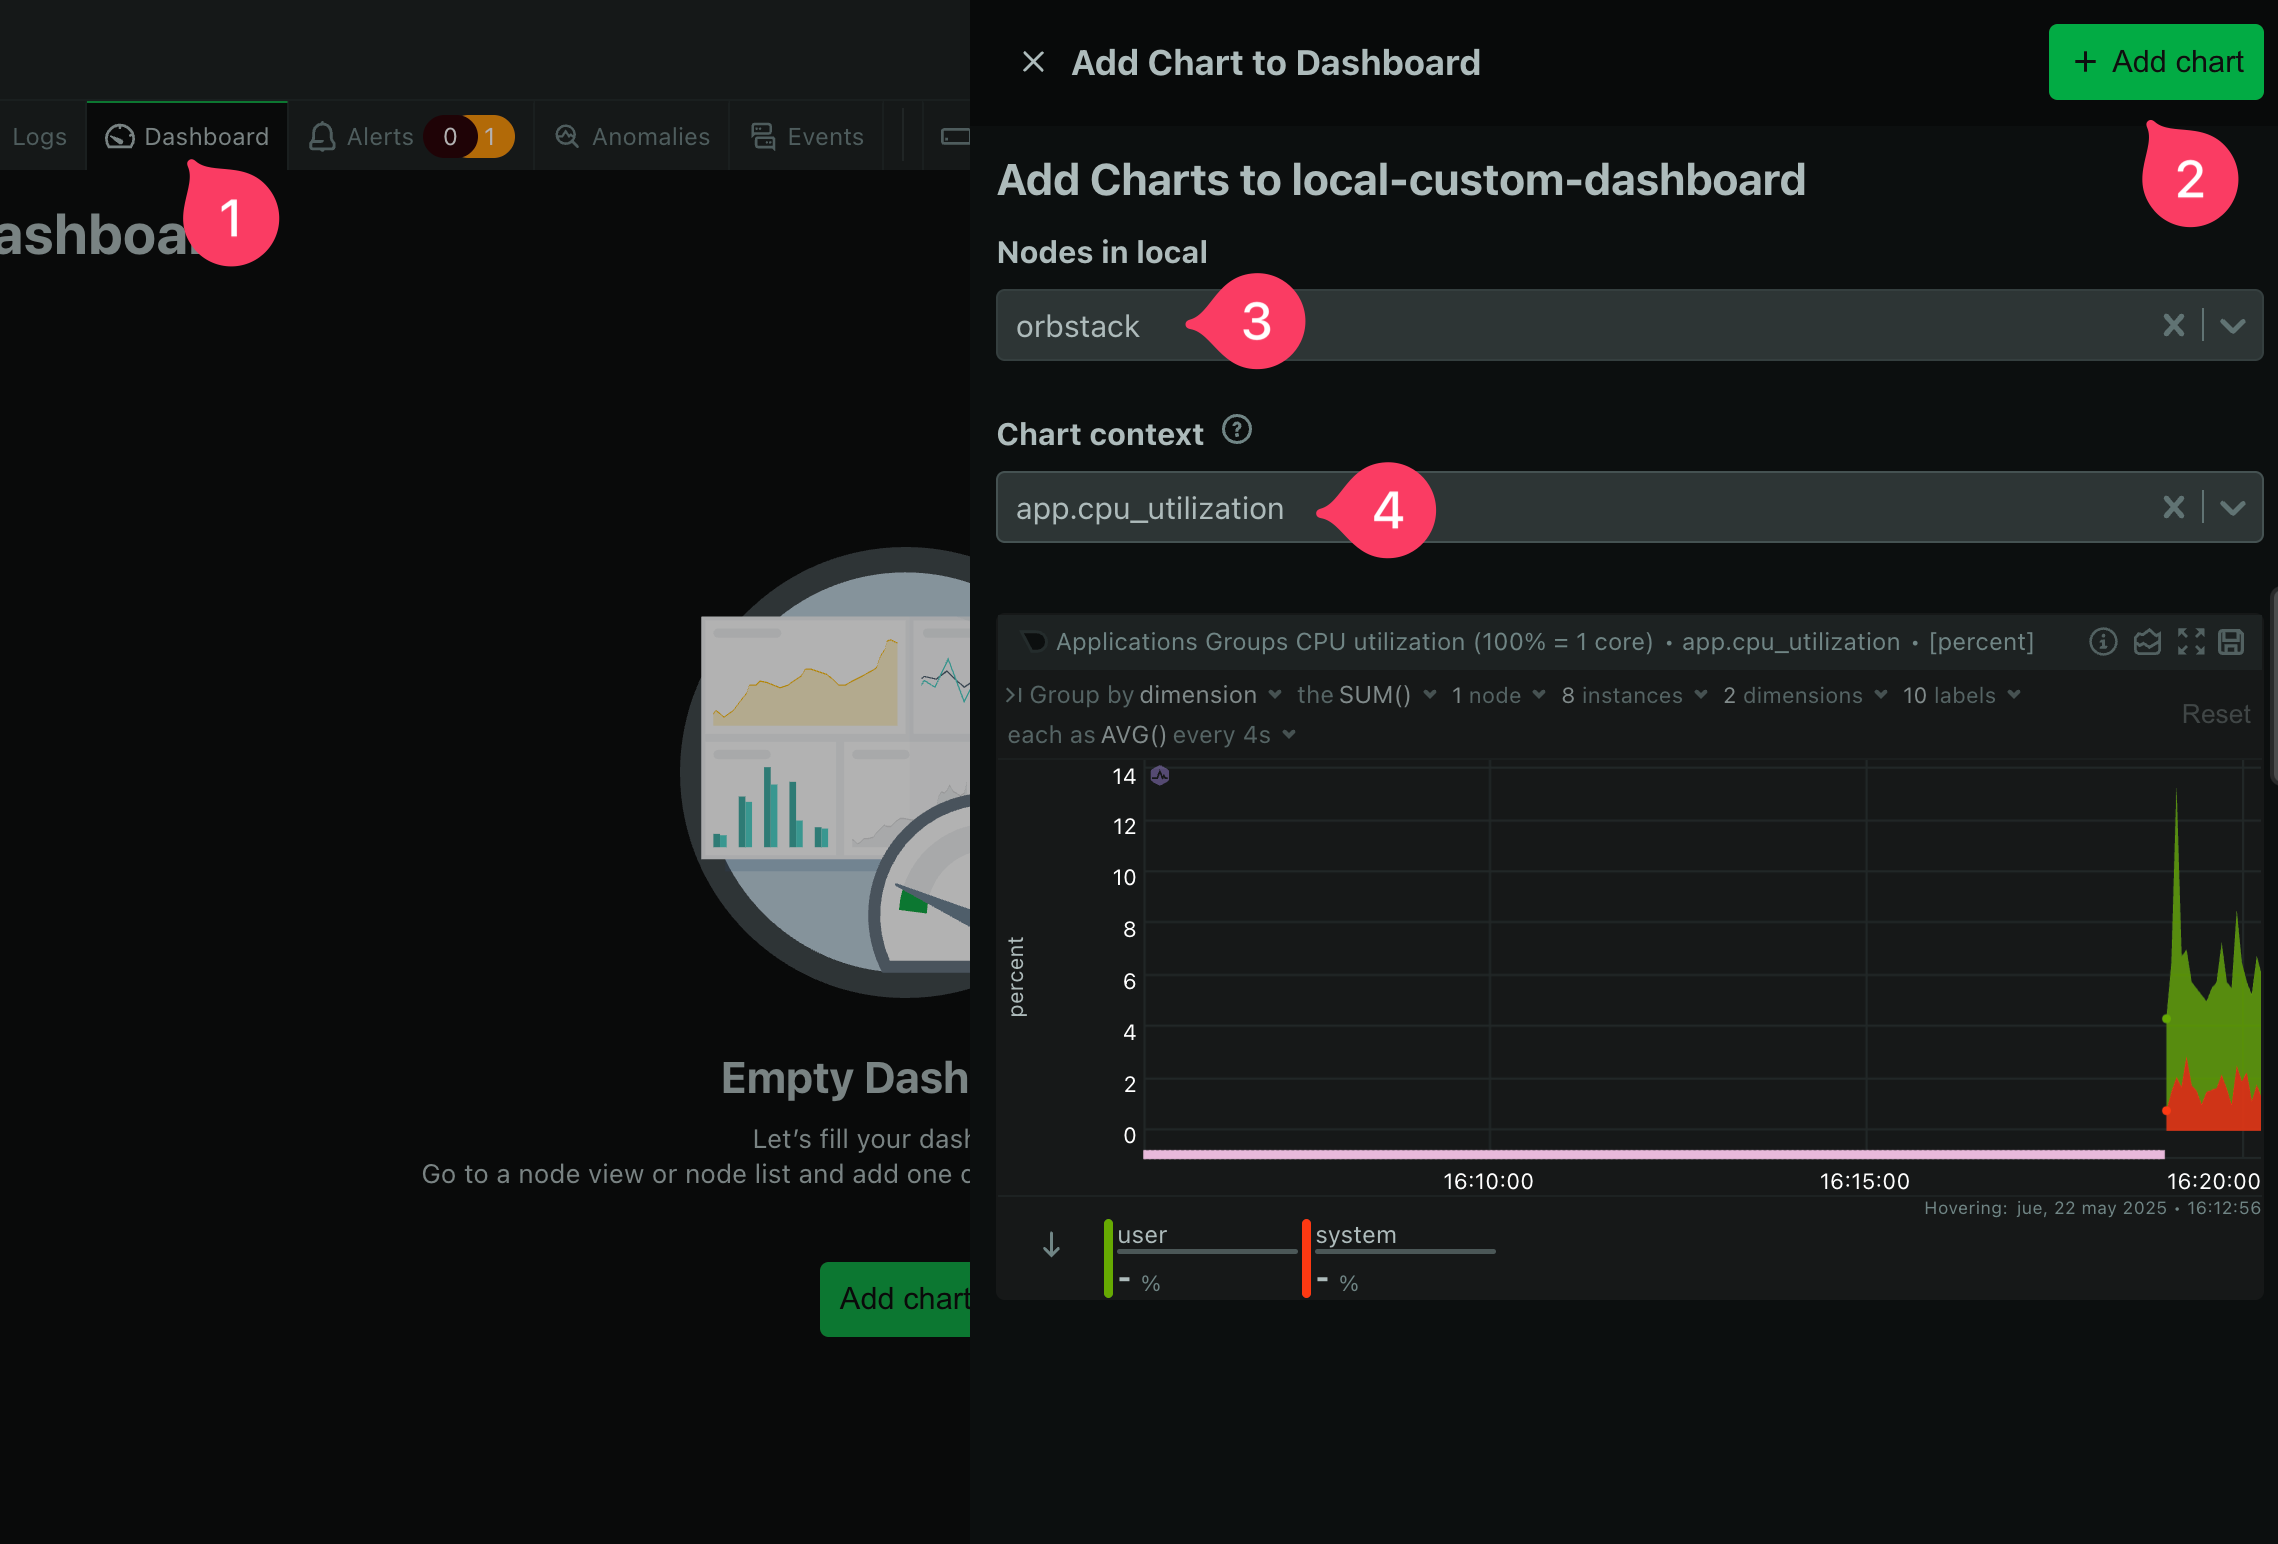 Logs
Dashboard
Alerts 0 1
Anomalies
Events
1
ashboa
Empty Dash
Let's fill your dash
Go to a node view or node list and add one
Add chart
Add Chart to Dashboard
+ Add chart
2
Add Charts to local-custom-dashboard
Nodes in local
orbstack
3
Chart context ?
app.cpu_utilization
4
Applications Groups CPU utilization (100% = 1 core) • app.cpu_utilization • [percent]
Group by dimension the SUM() 1 node 8 instances 2 dimensions 10 labels
Reset
each as AVG() every 4s
percent
14
12
10
8
6
4
2
0
16:10:00 16:15:00 16:20:00
Hovering: jue, 22 may 2025 • 16:12:56
user system
- % - %